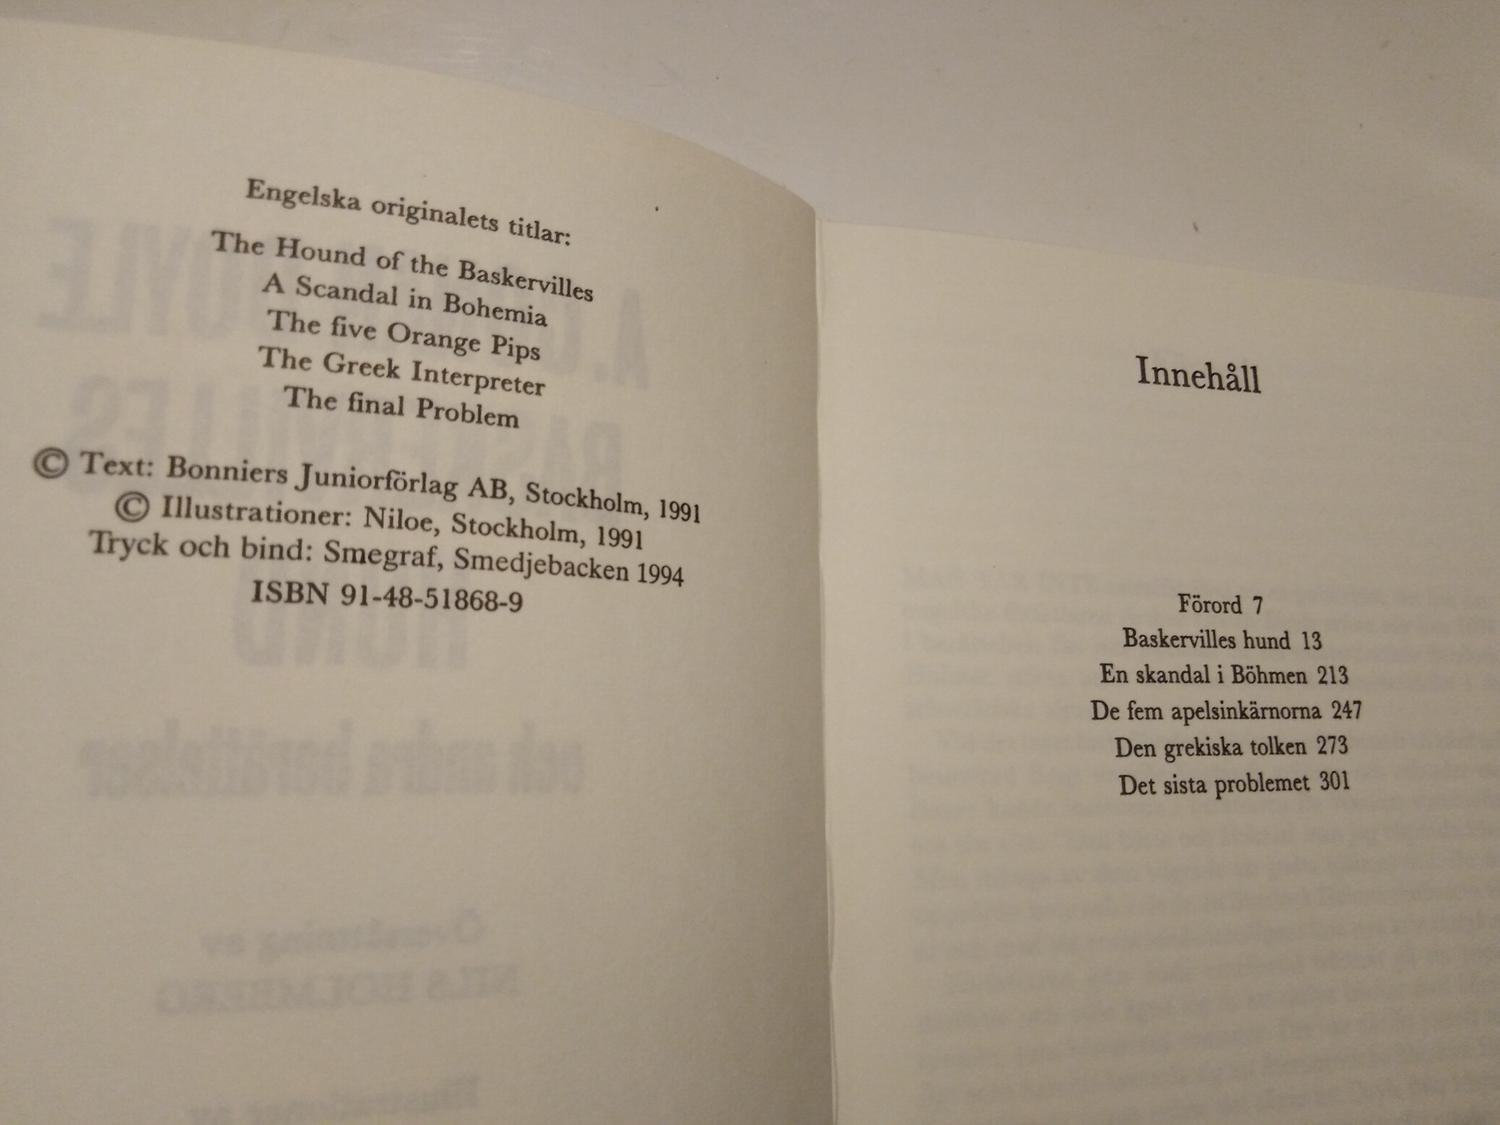 Engelska originalets titlar:
The Hound of the Baskervilles
A Scandal in Bohemia
The five Orange Pips
The Greek Interpreter
The final Problem
© Text: Bonniers Juniorförlag AB, Stockholm, 1991
© Illustrationer: Niloe, Stockholm, 1991
Tryck och bind: Smegraf, Smedjebacken 1994
ISBN 91-48-51868-9
Innehåll
Förord 7
Baskervilles hund 13
En skandal i Böhmen 213
De fem apelsinkärnorna 247
Den grekiska tolken 273
Det sista problemet 301